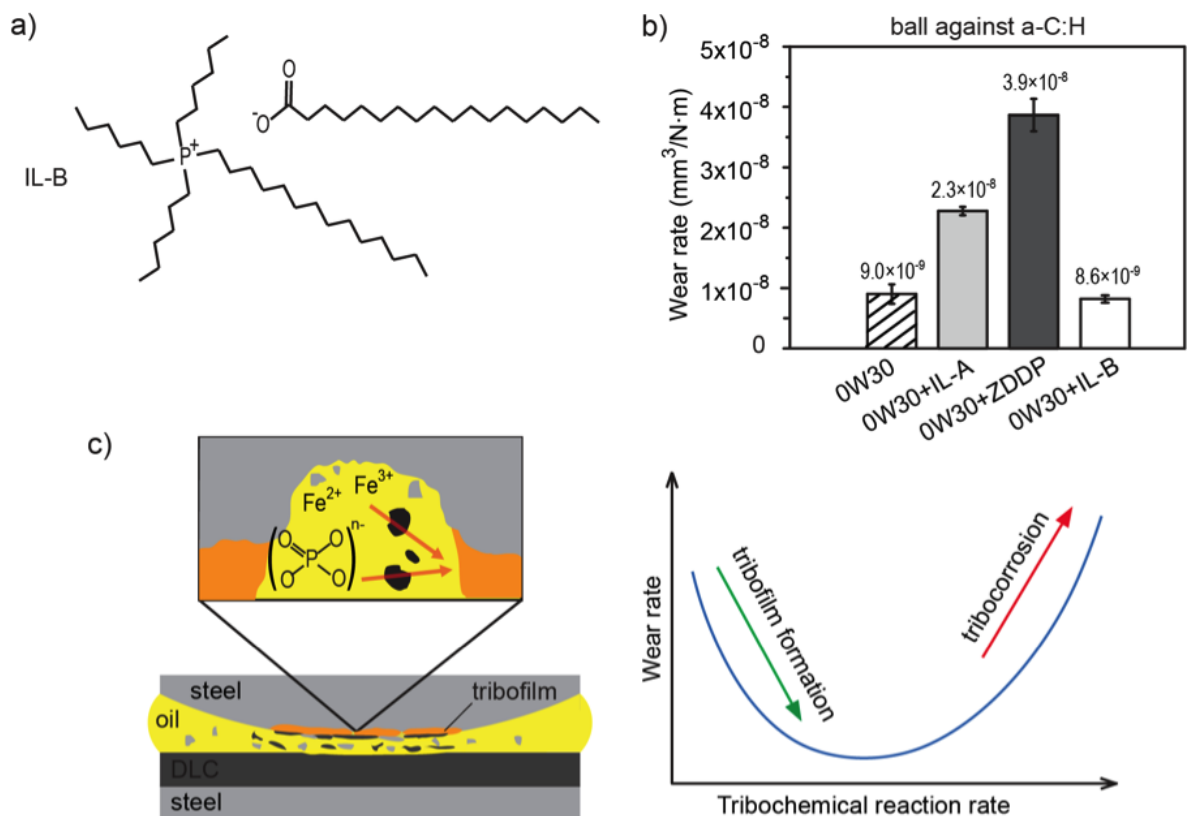 a)
O
-O
P+
IL-B
b)
ball against a-C:H
Wear rate (mm³/N·m)
5x10⁻⁸
4x10⁻⁸
3x10⁻⁸
2x10⁻⁸
1x10⁻⁸
0
9.0×10⁻⁹
2.3×10⁻⁸
3.9×10⁻⁸
8.6×10⁻⁹
0W30
0W30+IL-A
0W30+ZDDP
0W30+IL-B
c)
Fe²⁺ Fe³⁺
n-
O O
P
O O
steel
tribofilm
oil
DLC
steel
Wear rate
tribofilm formation
tribocorrosion
Tribochemical reaction rate